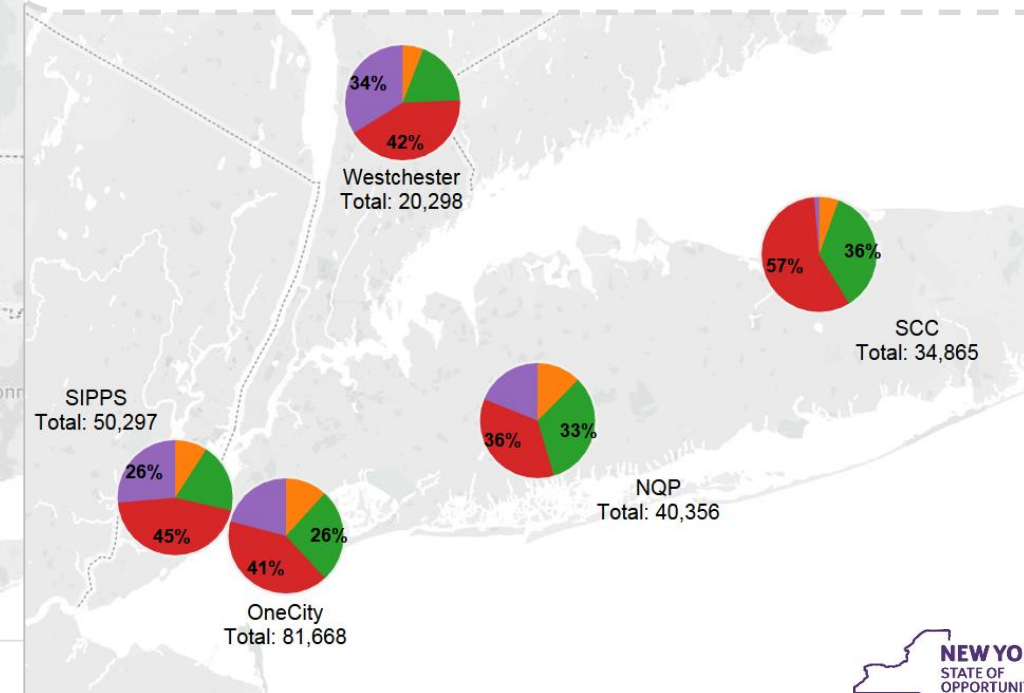 34%
42%
Westchester
Total: 20,298
57%
36%
SCC
Total: 34,865
SIPPS
Total: 50,297
26%
45%
36%
33%
NQP
Total: 40,356
26%
41%
OneCity
Total: 81,668
NEW YO
STATE OF
OPPORTUNIT